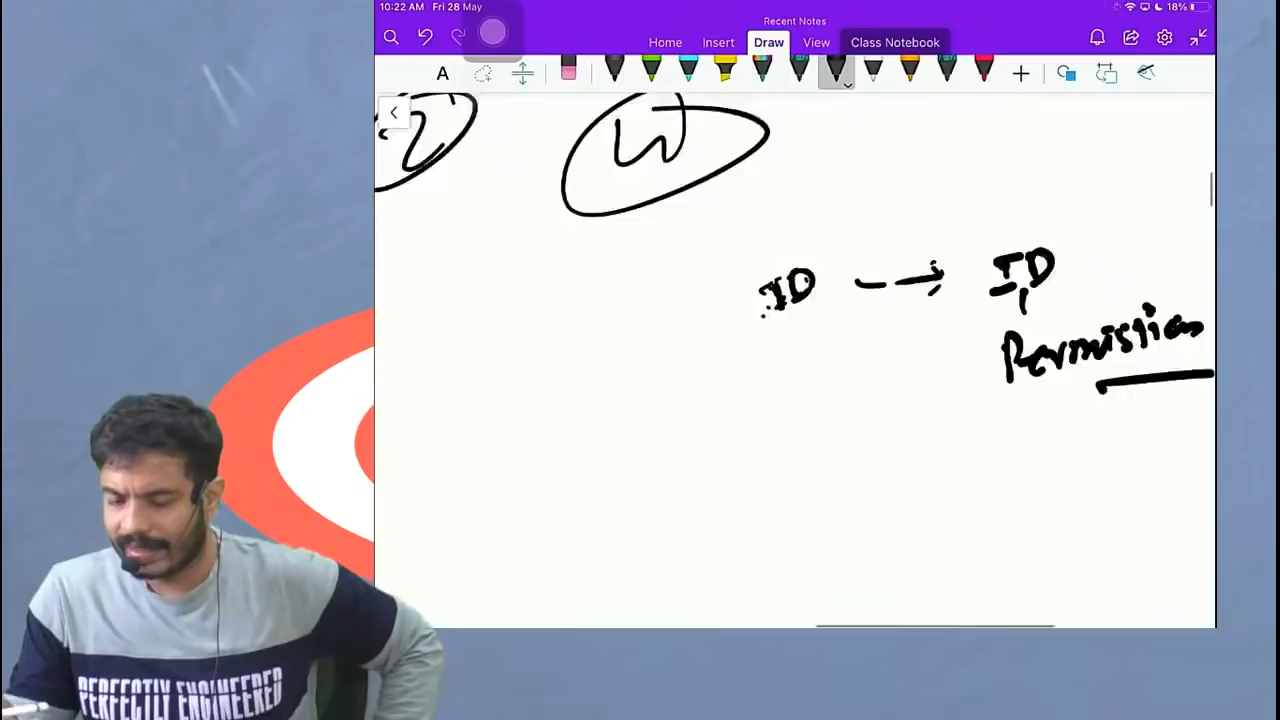 10:22 AM Fri 28 May
18%
Recent Notes
Home Insert Draw View Class Notebook
A
W
ID → ID
Permission
PERFECTLY ENGINEERED